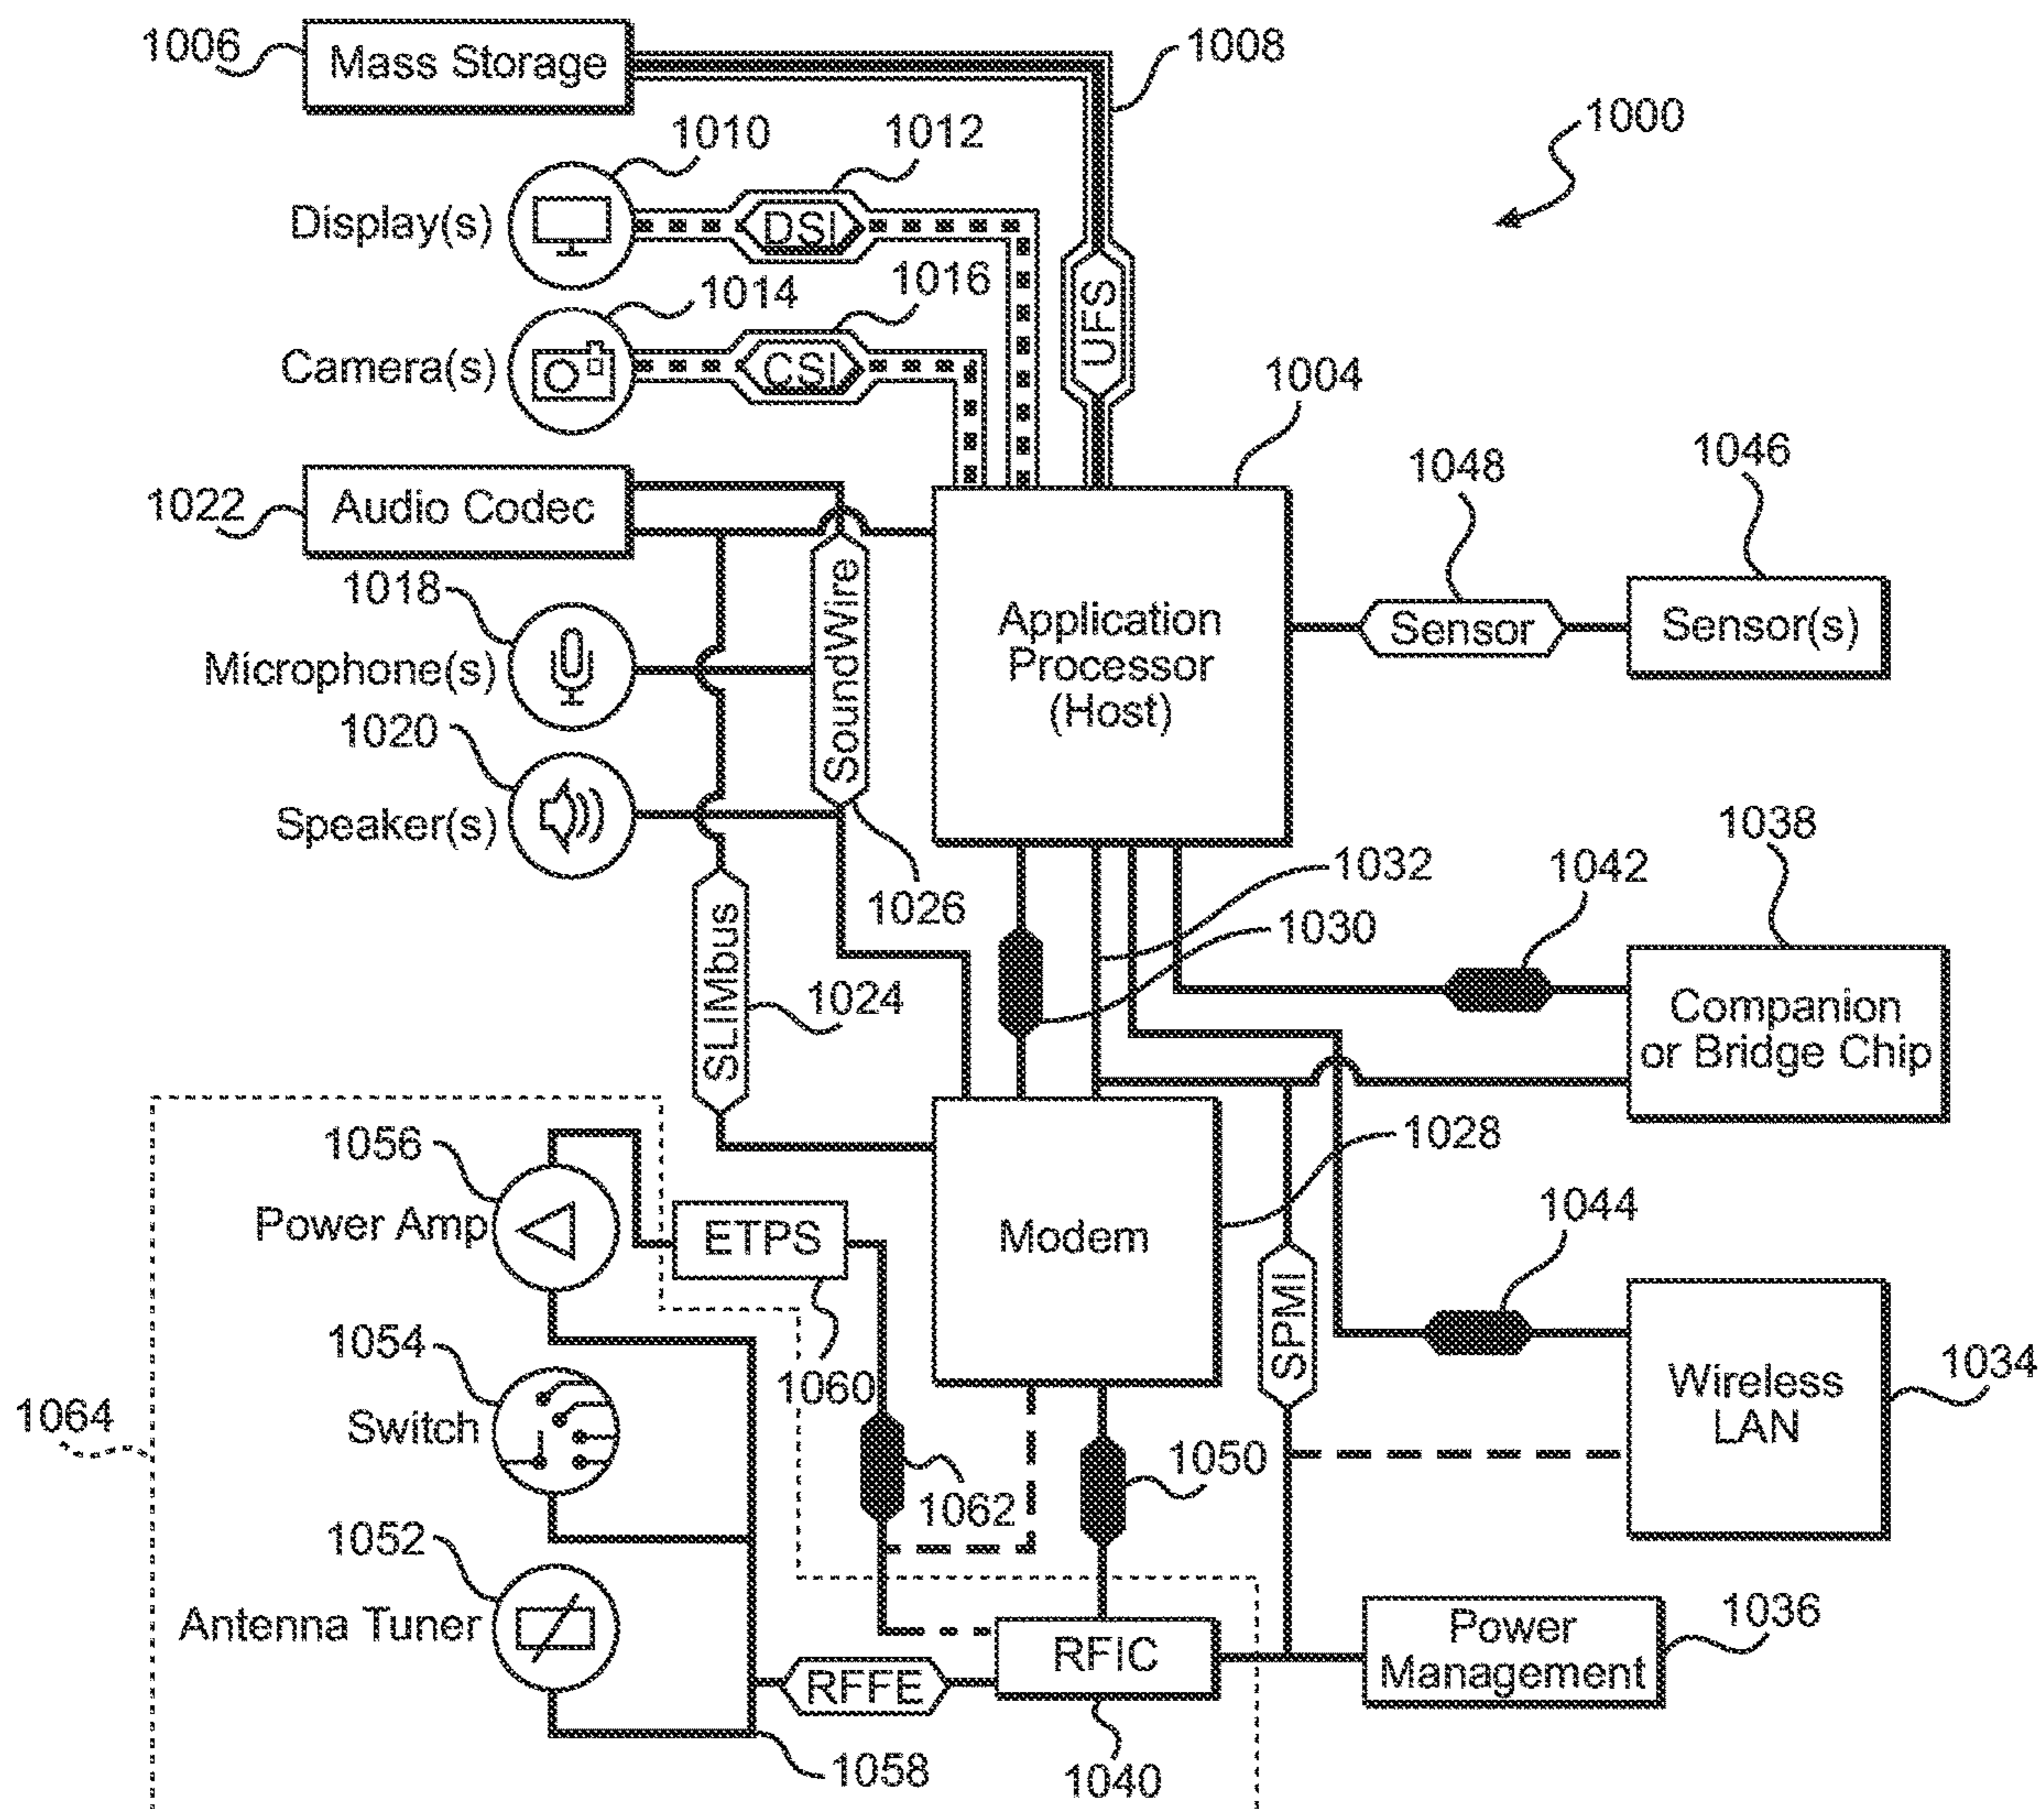 1006
Mass Storage
1008
1000
1010
1012
Display(s)
DSI
1014
1016
Camera(s)
CSI
UFS
1004
1022
Audio Codec
1048
1046
1018
Microphone(s)
SoundWire
Application
Processor
(Host)
Sensor
Sensor(s)
1020
Speaker(s)
1026
1032
1030
1042
1038
SLIMbus
1024
Companion
or Bridge Chip
1056
Power Amp
ETPS
1060
Modem
1028
SPMI
1044
1054
Switch
1064
1062
1050
Wireless
LAN
1034
1052
Antenna Tuner
RFFE
RFIC
Power
Management
1036
1058
1040